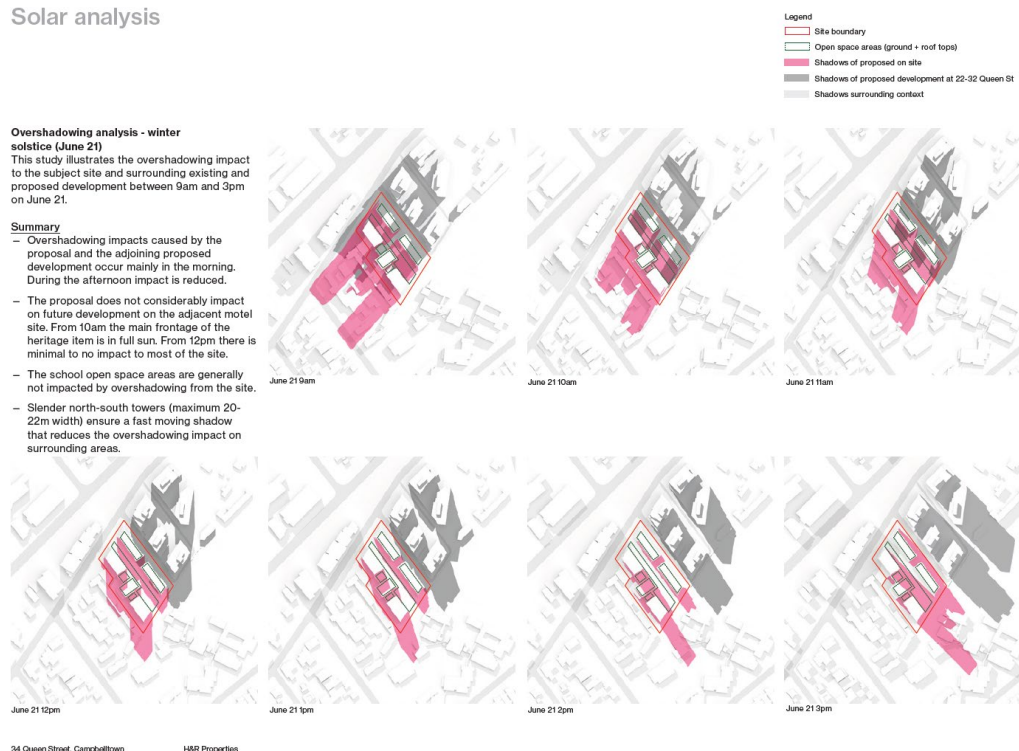 Solar analysis
Legend
Site boundary
Open space areas (ground + roof tops)
Shadows of proposed on site
Shadows of proposed development at 22-32 Queen St
Shadows surrounding context
Overshadowing analysis - winter
solstice (June 21)
This study illustrates the overshadowing impact
to the subject site and surrounding existing and
proposed development between 9am and 3pm
on June 21.
Summary
– Overshadowing impacts caused by the
proposal and the adjoining proposed
development occur mainly in the morning.
During the afternoon impact is reduced.
– The proposal does not considerably impact
on future development on the adjacent motel
site. From 10am the main frontage of the
heritage item is in full sun. From 12pm there is
minimal to no impact to most of the site.
– The school open space areas are generally
not impacted by overshadowing from the site.
– Slender north-south towers (maximum 20-
22m width) ensure a fast moving shadow
that reduces the overshadowing impact on
surrounding areas.
June 21 9am
June 21 10am
June 21 11am
June 21 12pm
June 21 1pm
June 21 2pm
June 21 3pm
34 Queen Street, Campbelltown
H&R Properties